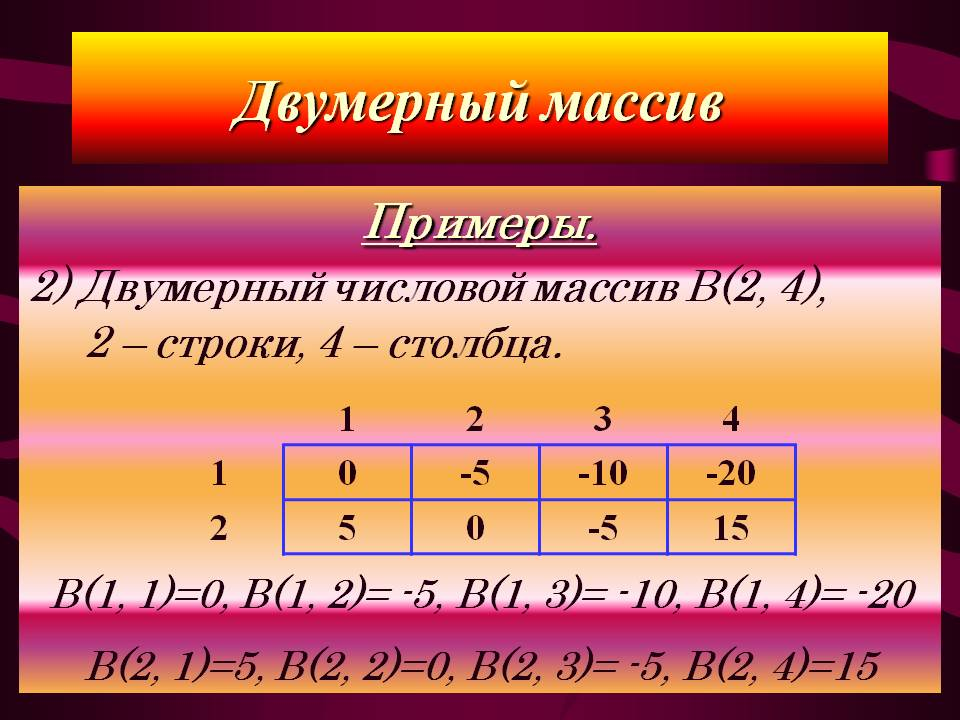 Двумерный массив
Примеры.
2) Двумерный числовой массив В(2, 4),
2 – строки, 4 – столбца.
1 2 3 4
1 0 -5 -10 -20
2 5 0 -5 15
В(1, 1)=0, В(1, 2)= -5, В(1, 3)= -10, В(1, 4)= -20
В(2, 1)=5, В(2, 2)=0, В(2, 3)= -5, В(2, 4)=15